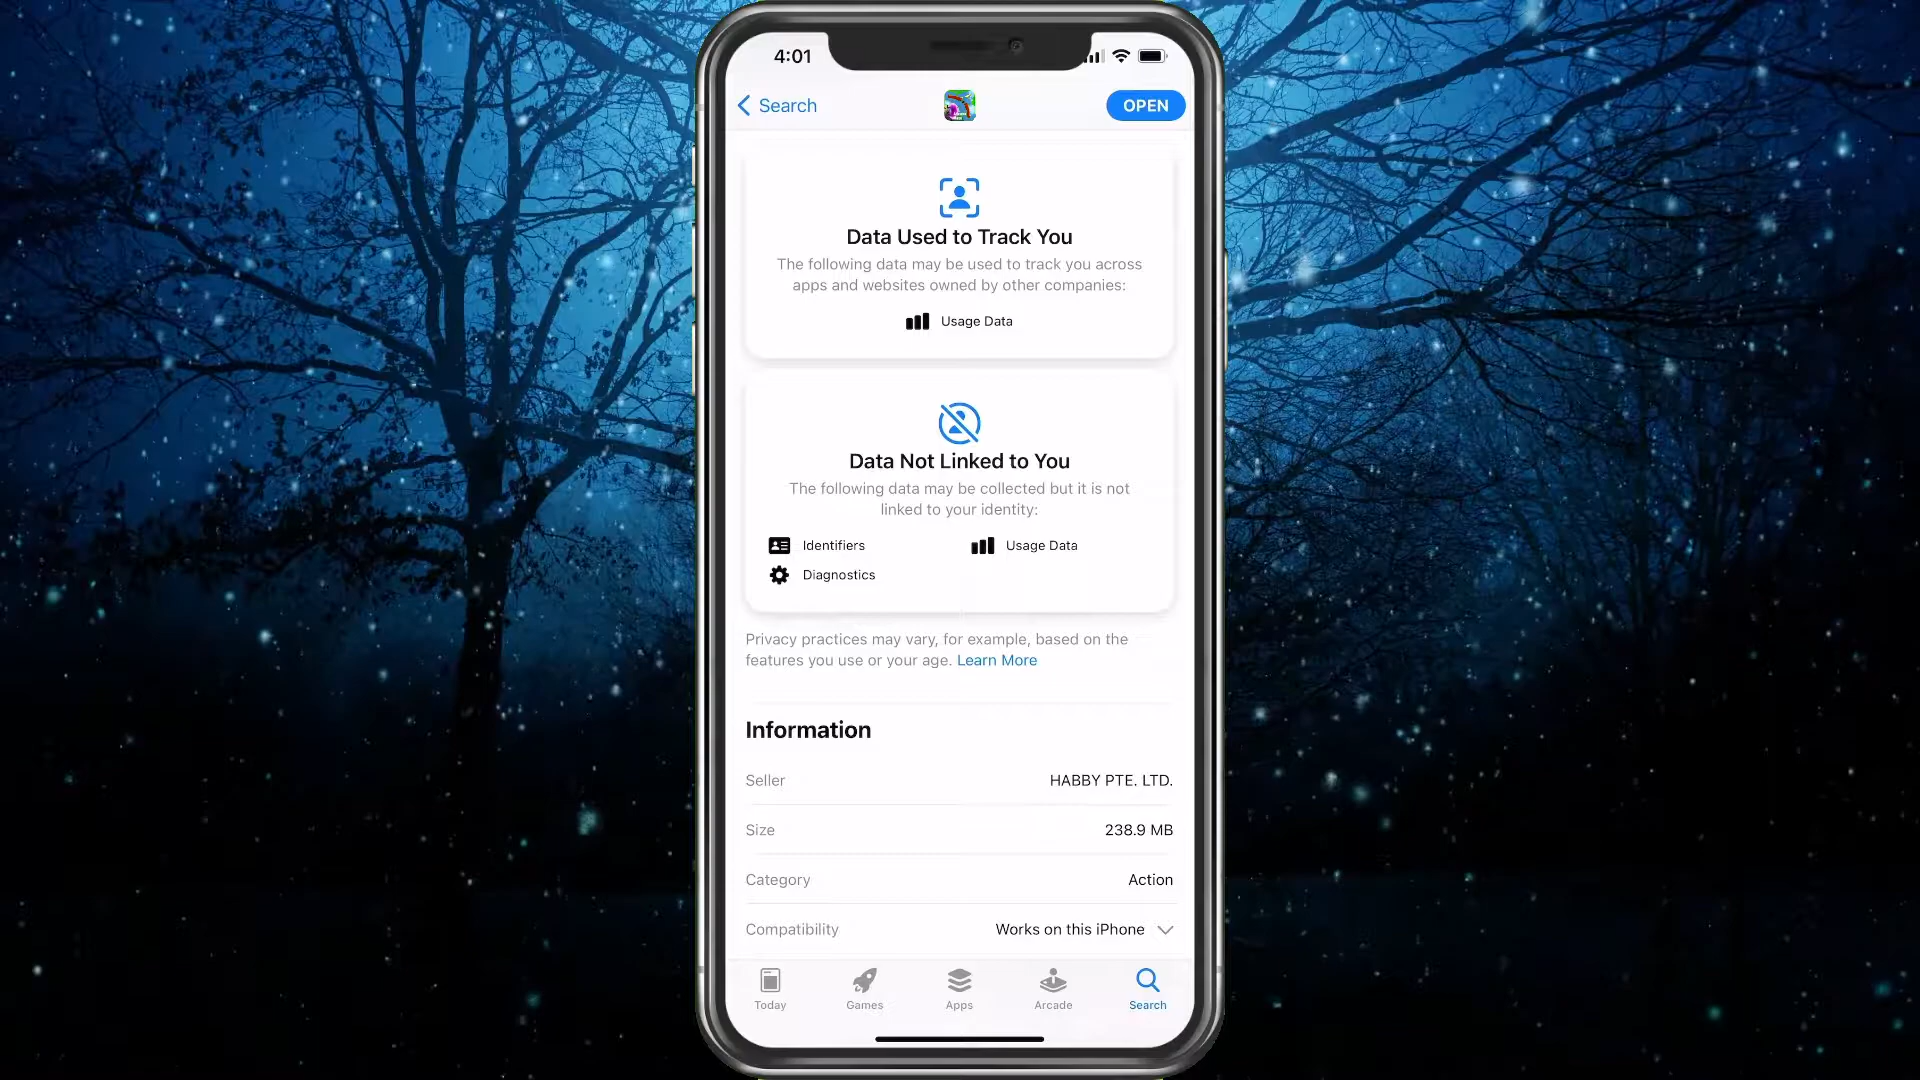 4:01
Search
OPEN
Data Used to Track You
The following data may be used to track you across
apps and websites owned by other companies:
Usage Data
Data Not Linked to You
The following data may be collected but it is not
linked to your identity:
Identifiers
Usage Data
Diagnostics
Privacy practices may vary, for example, based on the
features you use or your age. Learn More
Information
Seller HABBY PTE. LTD.
Size 238.9 MB
Category Action
Compatibility Works on this iPhone
Today Games Apps Arcade Search